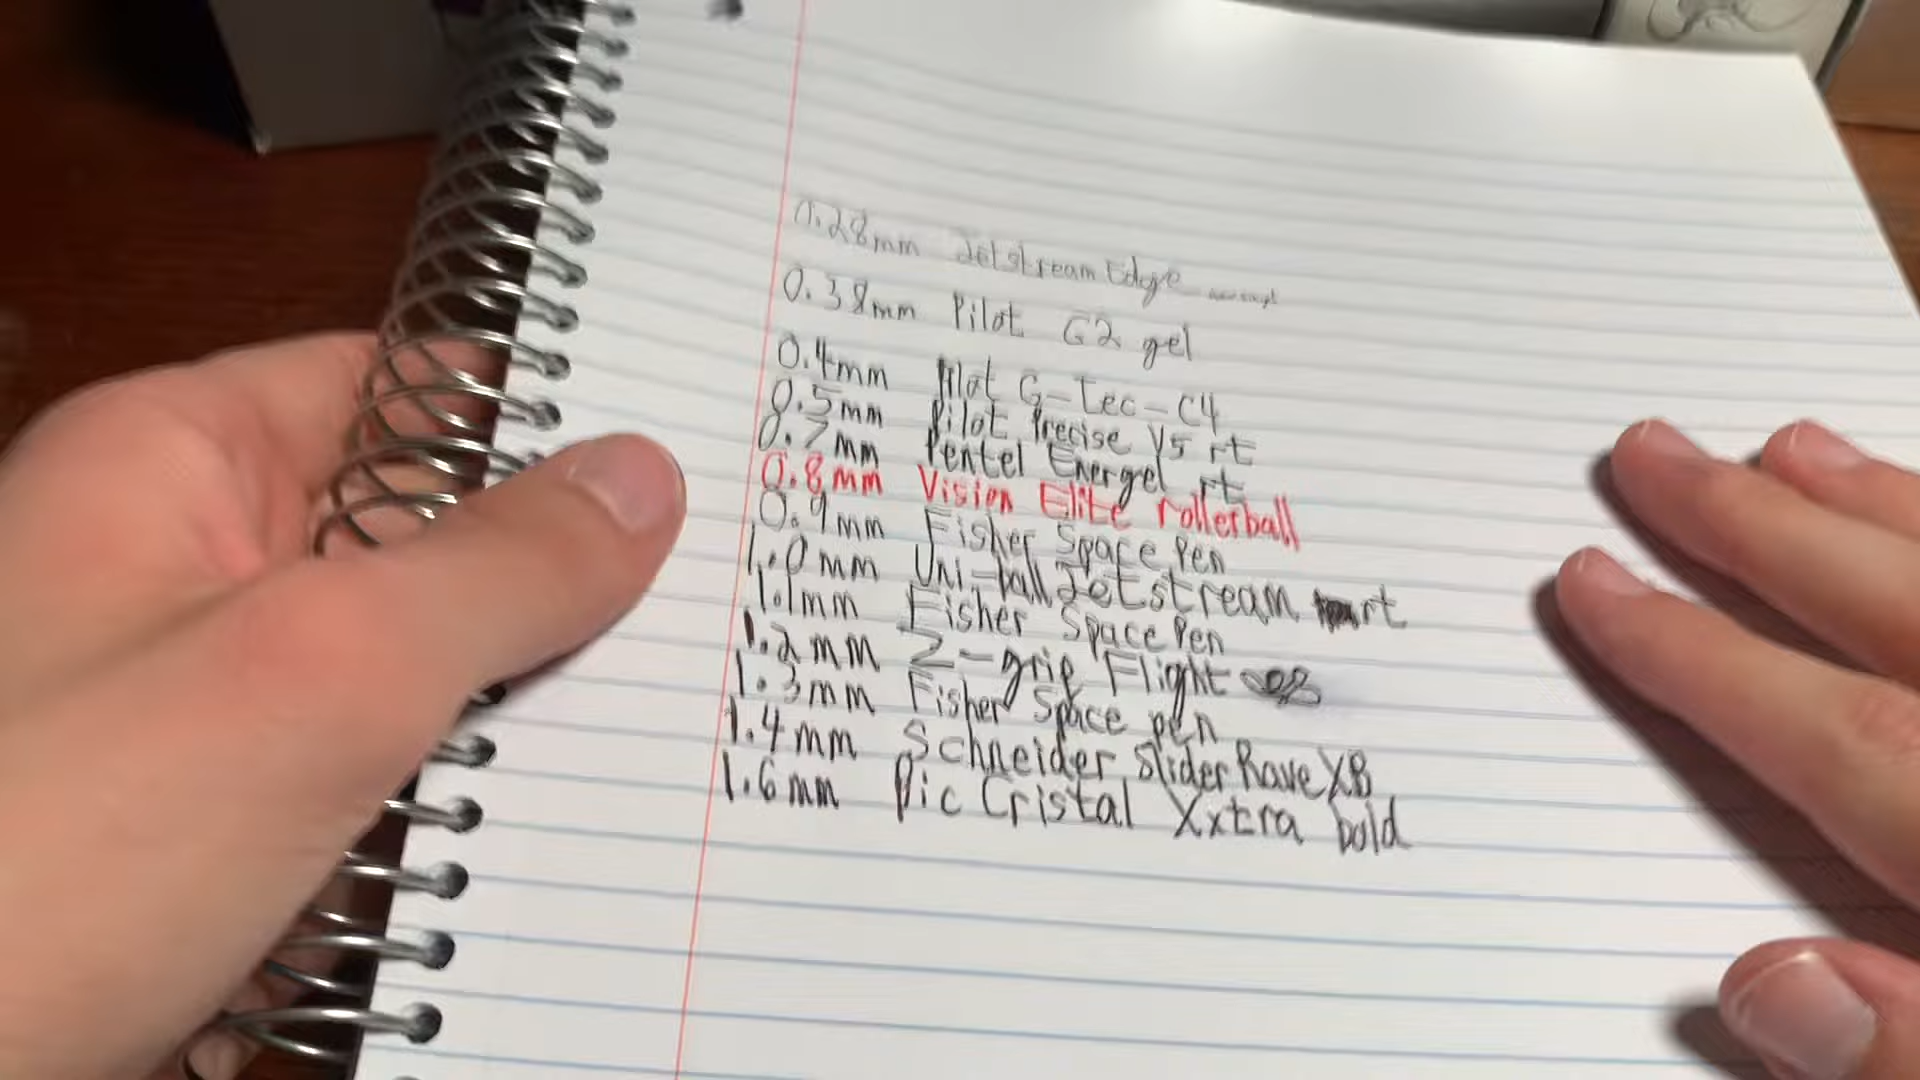 0.28mm Jetstream Edge
0.38mm Pilot G2 gel
0.4mm Pilot G-Tec-C4
0.5mm Pilot Precise V5 rt
0.7mm Pentel Energel rt
0.8mm Vision Elite rollerball
0.9mm Fisher Space Pen
1.0mm Uni-ball Jetstream rt
1.1mm Fisher Space Pen
1.2mm Z-grip Flight
1.3mm Fisher Space pen
1.4mm Schneider Slider Rave XB
1.6mm Bic Cristal Xxtra bold